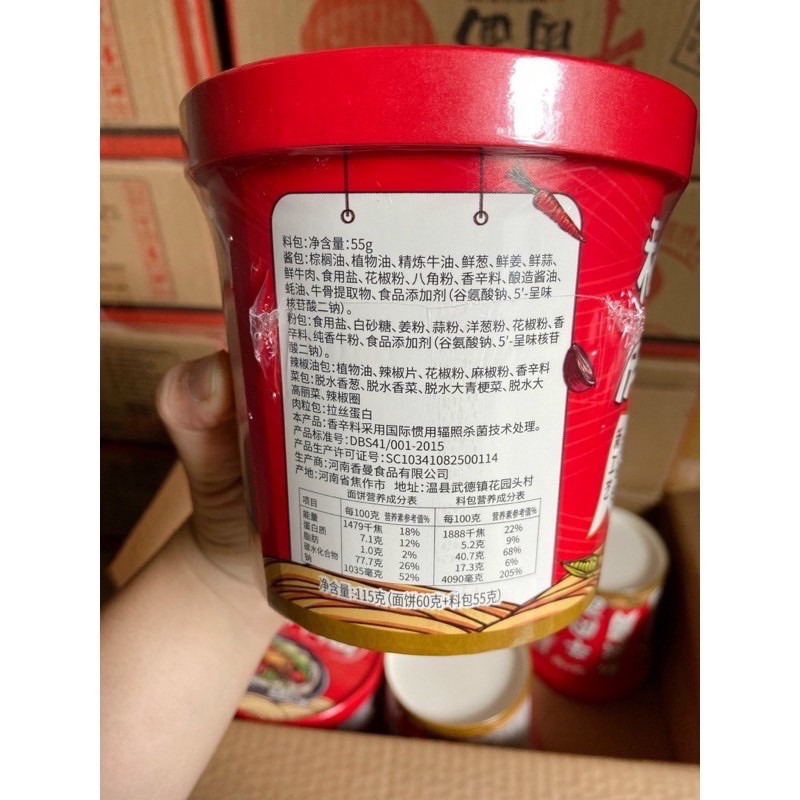 料包:净含量:55g
酱包:棕榈油、植物油、精炼牛油、鲜葱、鲜姜、鲜蒜、
鲜牛肉、食用盐、花椒粉、八角粉、香辛料、酿造酱油、
蚝油、牛骨提取物、食品添加剂(谷氨酸钠、5'-呈味
核苷酸二钠)。
粉包:食用盐、白砂糖、姜粉、蒜粉、洋葱粉、花椒粉、香
辛料、纯香牛粉、食品添加剂(谷氨酸钠、5'-呈味核苷
酸二钠)。
辣椒油包:植物油、辣椒片、花椒粉、麻椒粉、香辛料
菜包:脱水香葱、脱水香菜、脱水大青梗菜、脱水大
高丽菜、辣椒圈
肉粒包:拉丝蛋白
本产品:香辛料采用国际惯用辐照杀菌技术处理。
产品标准号:DBS41/001-2015
产品生产许可证号:SC10341082500114
生产商:河南香曼食品有限公司
产地:河南省焦作市 地址:温县武德镇花园头村
面饼营养成分表 料包营养成分表
项目 每100克 营养素参考值% 每100克 营养素参考值%
能量 1479千焦 18% 1888千焦 22%
蛋白质 7.1克 12% 5.2克 9%
脂肪 1.0克 2% 40.7克 68%
碳水化合物 77.7克 26% 17.3克 6%
钠 1035毫克 52% 4090毫克 205%
净含量:115克(面饼60克+料包55克)